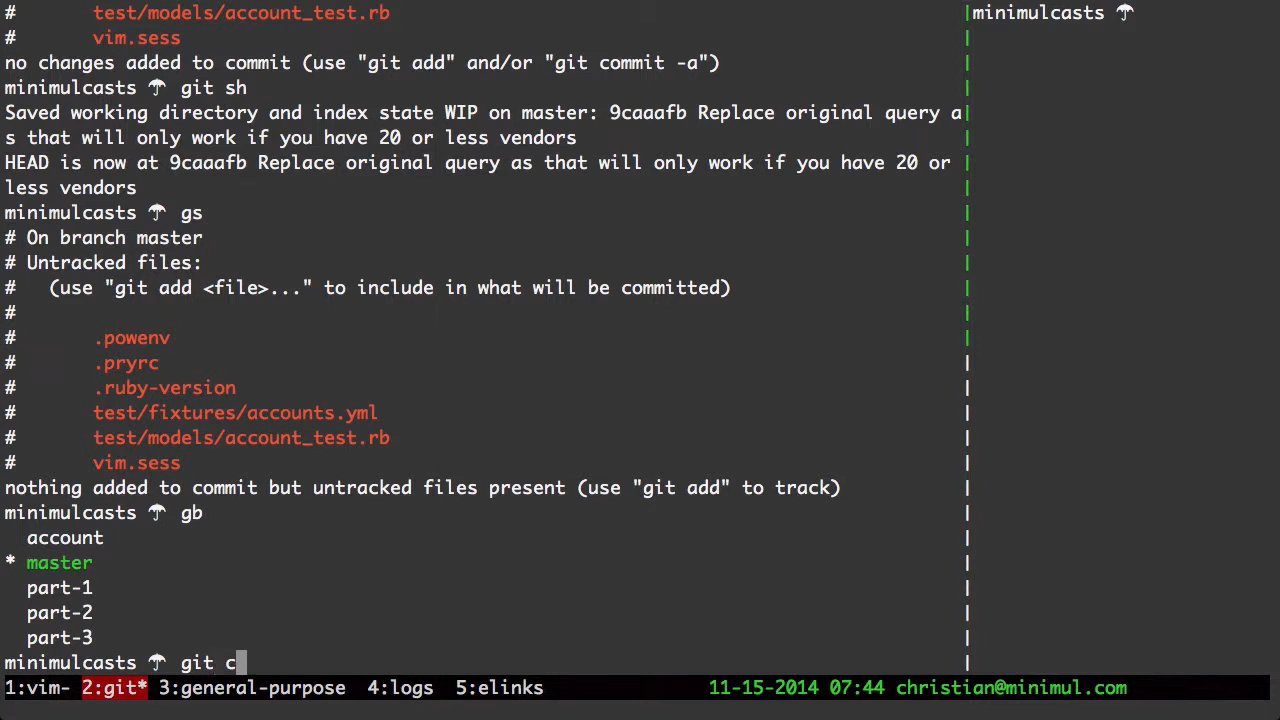 #       test/models/account_test.rb
#       vim.sess
no changes added to commit (use "git add" and/or "git commit -a")
minimulcasts ☂ git sh
Saved working directory and index state WIP on master: 9caaafb Replace original query a
s that will only work if you have 20 or less vendors
HEAD is now at 9caaafb Replace original query as that will only work if you have 20 or
less vendors
minimulcasts ☂ gs
# On branch master
# Untracked files:
#   (use "git add <file>..." to include in what will be committed)
#
#       .powenv
#       .pryrc
#       .ruby-version
#       test/fixtures/accounts.yml
#       test/models/account_test.rb
#       vim.sess
nothing added to commit but untracked files present (use "git add" to track)
minimulcasts ☂ gb
  account
* master
  part-1
  part-2
  part-3
minimulcasts ☂ git c
minimulcasts ☂
1:vim- 2:git* 3:general-purpose 4:logs 5:elinks 11-15-2014 07:44 christian@minimul.com